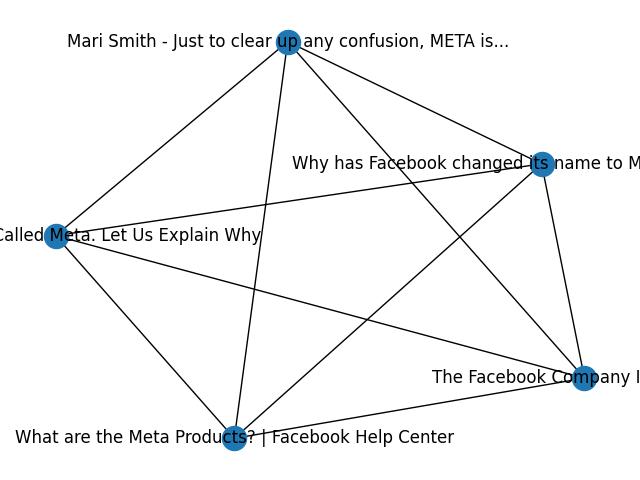 Mari Smith - Just to clear up any confusion, META is...
Why has Facebook changed its name to M
Called Meta. Let Us Explain Why
The Facebook Company I
What are the Meta Products? | Facebook Help Center